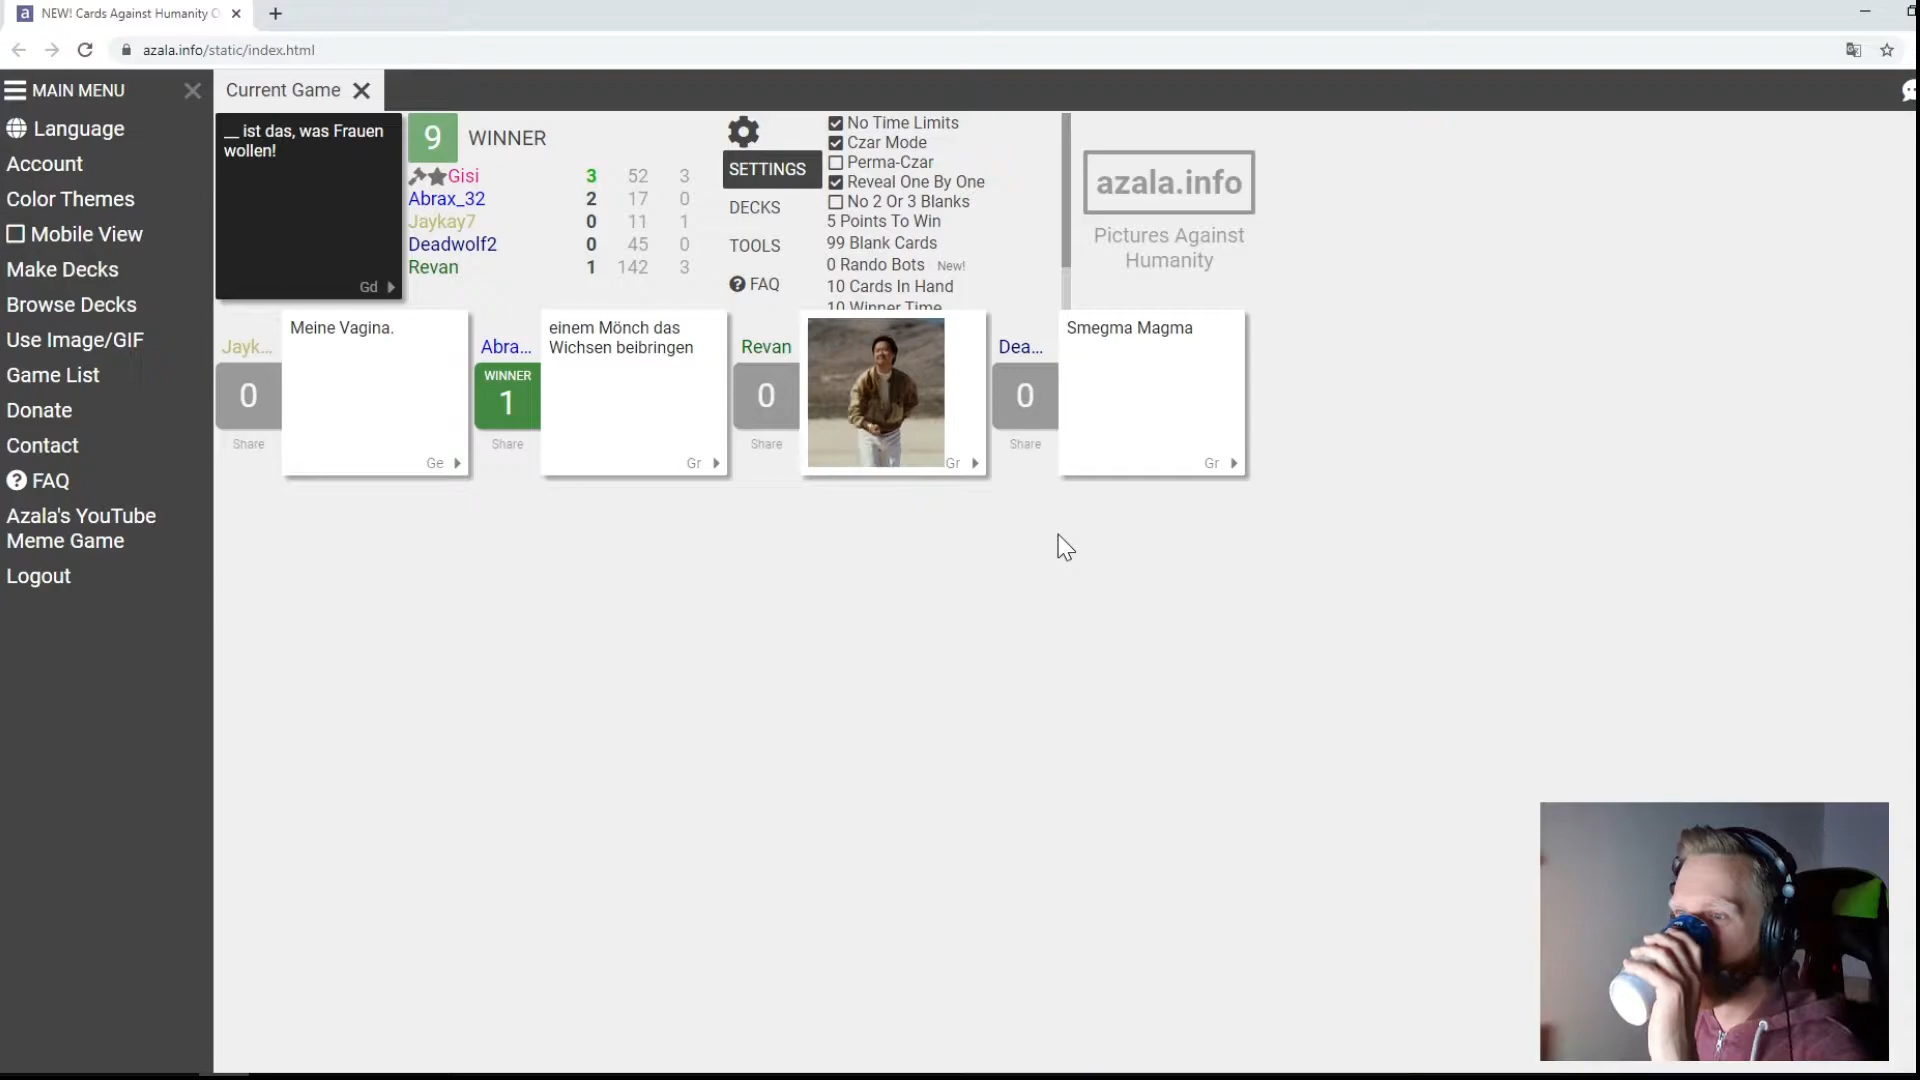 NEW! Cards Against Humanity C
azala.info/static/index.html
MAIN MENU
Language
Account
Color Themes
Mobile View
Make Decks
Browse Decks
Use Image/GIF
Game List
Donate
Contact
FAQ
Azala's YouTube
Meme Game
Logout
Current Game
__ ist das, was Frauen
wollen!
Gd
9 WINNER
Gisi 3 52 3
Abrax_32 2 17 0
Jaykay7 0 11 1
Deadwolf2 0 45 0
Revan 1 142 3
SETTINGS
DECKS
TOOLS
FAQ
No Time Limits
Czar Mode
Perma-Czar
Reveal One By One
No 2 Or 3 Blanks
5 Points To Win
99 Blank Cards
0 Rando Bots New!
10 Cards In Hand
10 Winner Time
azala.info
Pictures Against
Humanity
Jayk...
0
Share
Meine Vagina.
Ge
Abra...
WINNER
1
Share
einem Mönch das
Wichsen beibringen
Gr
Revan
0
Share
Gr
Dea...
0
Share
Smegma Magma
Gr